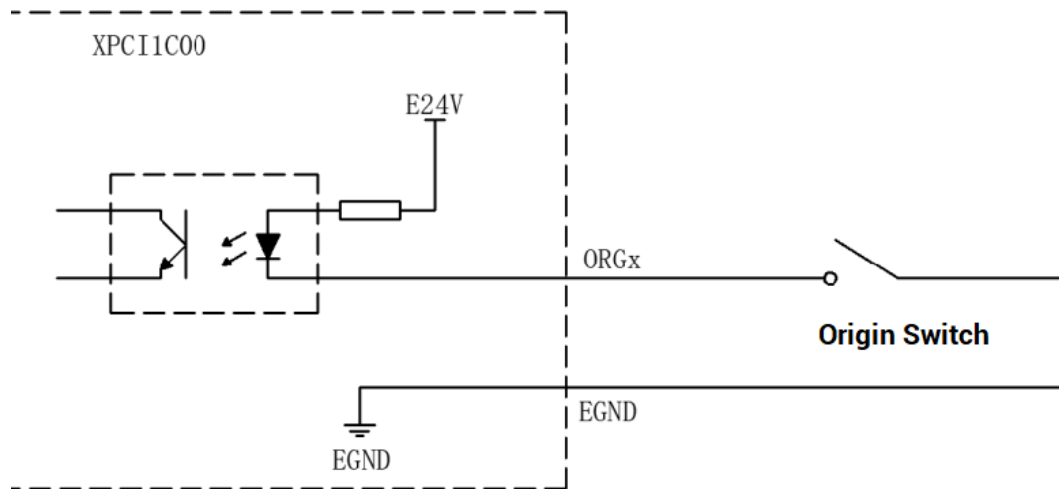 XPCI1C00
E24V
ORGx
Origin Switch
EGND
EGND